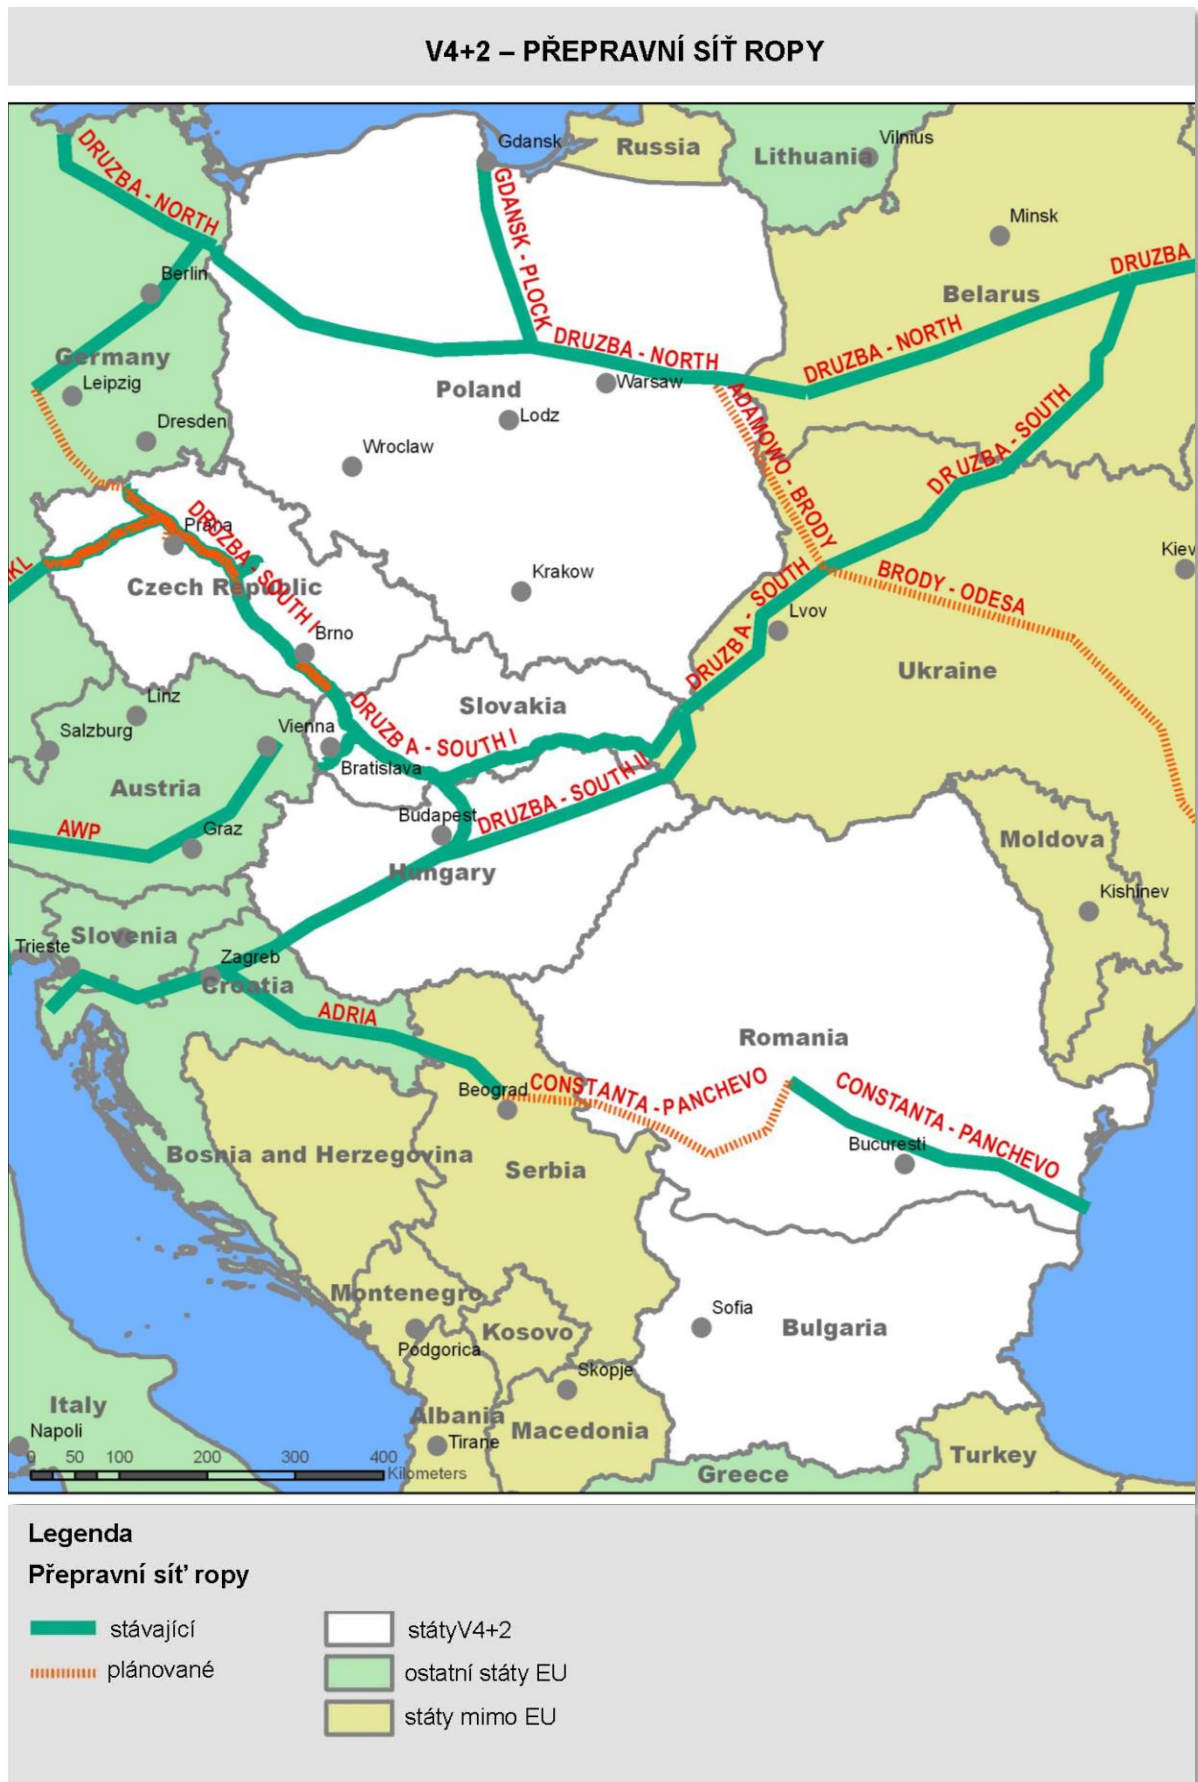 V4+2 – PŘEPRAVNÍ SÍŤ ROPY
Gdansk
Russia
Lithuania
Vilnius
Minsk
DRUZBA - NORTH
GDANSK - PLOCK
DRUZBA
Berlin
Belarus
DRUZBA - NORTH
DRUZBA - NORTH
Germany
Leipzig
Poland
Warsaw
Lodz
Dresden
Wroclaw
ADAMOWO - BRODY
DRUZBA - SOUTH
Praha
DRUZBA - SOUTH I
IKL
Czech Republic
Krakow
Kiev
BRODY - ODESA
DRUZBA - SOUTH
Lvov
Brno
Ukraine
Linz
Slovakia
Salzburg
Vienna
DRUZBA - SOUTH I
Bratislava
Austria
DRUZBA - SOUTH II
Budapest
AWP
Graz
Moldova
Hungary
Kishinev
Slovenia
Trieste
Zagreb
Croatia
ADRIA
Romania
Beograd
CONSTANTA - PANCHEVO
CONSTANTA - PANCHEVO
Bucuresti
Bosnia and Herzegovina
Serbia
Montenegro
Kosovo
Podgorica
Sofia
Bulgaria
Skopje
Italy
Albania
Macedonia
Napoli
Tirane
Turkey
Greece
0 50 100 200 300 400
Kilometers
Legenda
Přepravní síť ropy
stávající
plánované
státyV4+2
ostatní státy EU
státy mimo EU